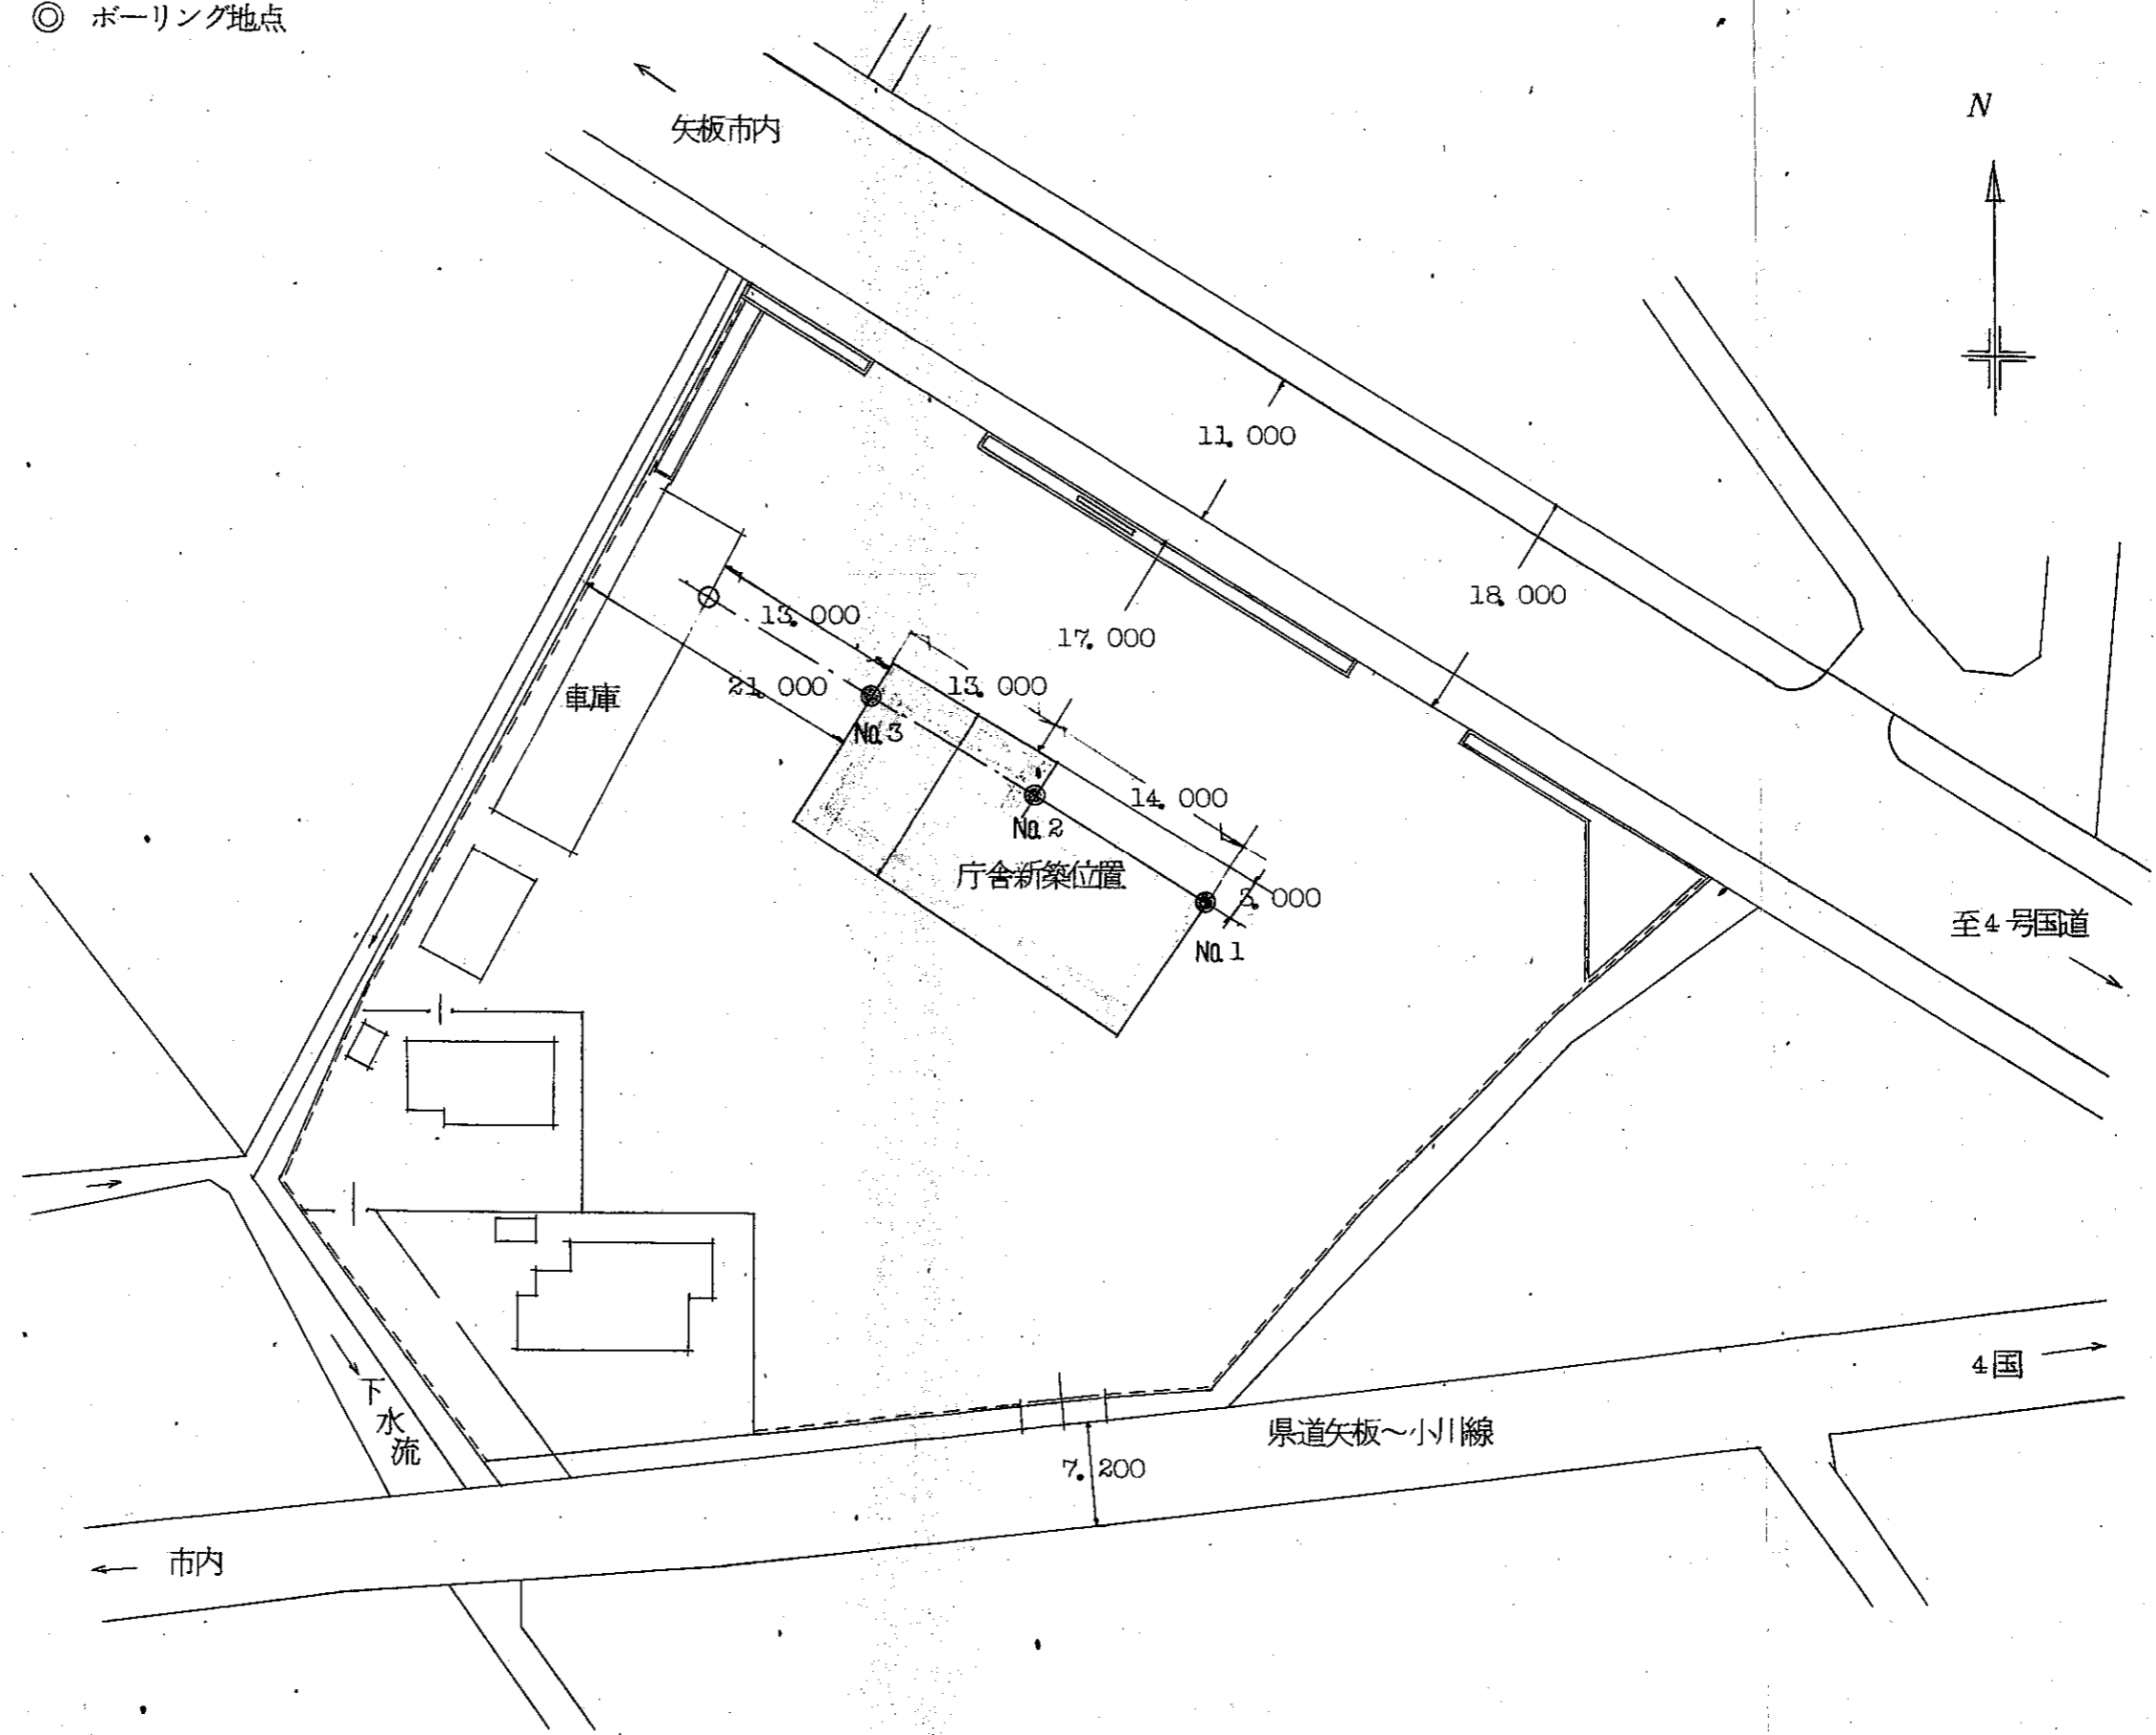 ◎ ボーリング地点
矢板市内
N
11.000
18.000
17.000
13.000
21.000
13.000
車庫
No.3
14.000
No.2
庁舎新築位置
3.000
No.1
至4号国道
下水流
4国
県道矢板～小川線
7.200
市内